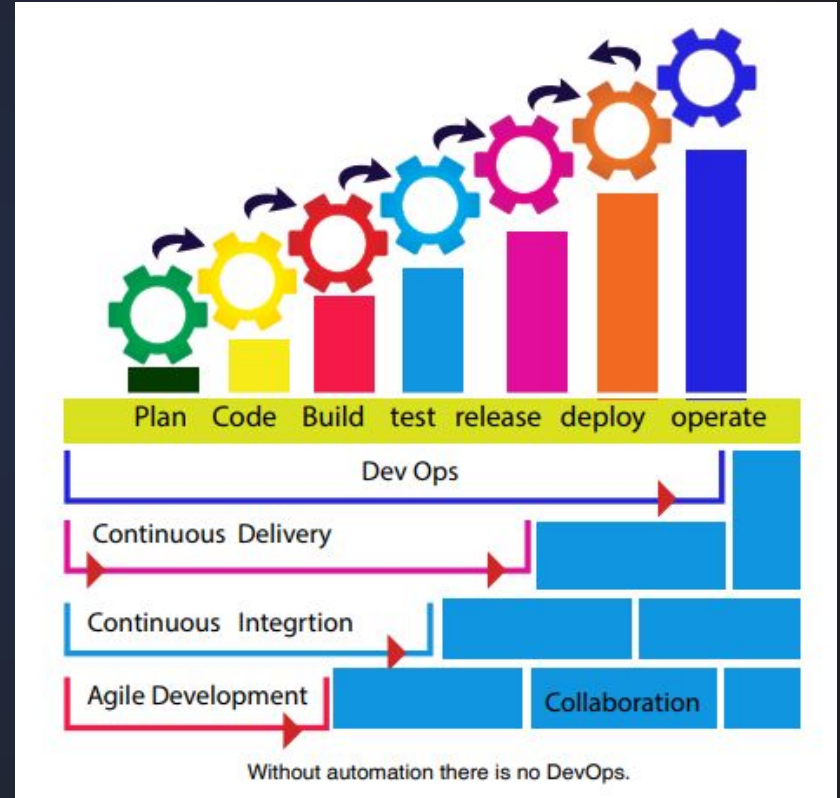 Plan Code Build test release deploy operate
Dev Ops
Continuous Delivery
Continuous Integrtion
Agile Development
Collaboration
Without automation there is no DevOps.